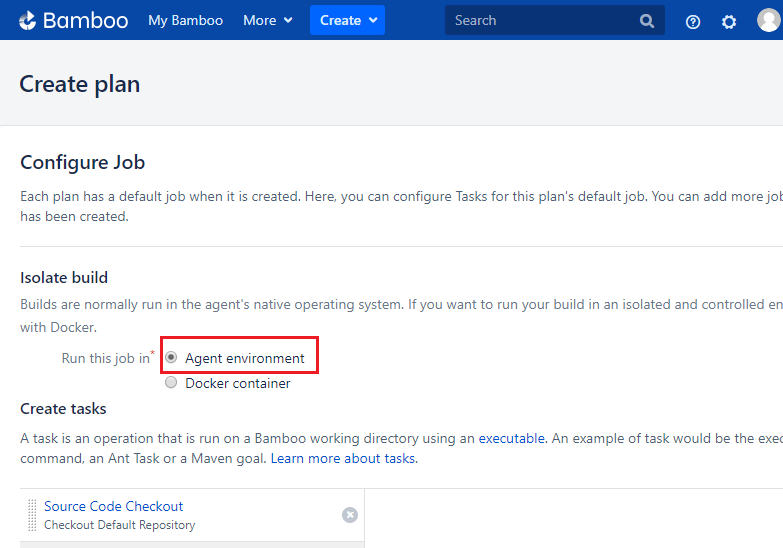 Bamboo My Bamboo More Create Search
Create plan
Configure Job
Each plan has a default job when it is created. Here, you can configure Tasks for this plan's default job. You can add more job
has been created.
Isolate build
Builds are normally run in the agent's native operating system. If you want to run your build in an isolated and controlled en
with Docker.
Run this job in* Agent environment
Docker container
Create tasks
A task is an operation that is run on a Bamboo working directory using an executable. An example of task would be the exec
command, an Ant Task or a Maven goal. Learn more about tasks.
Source Code Checkout
Checkout Default Repository